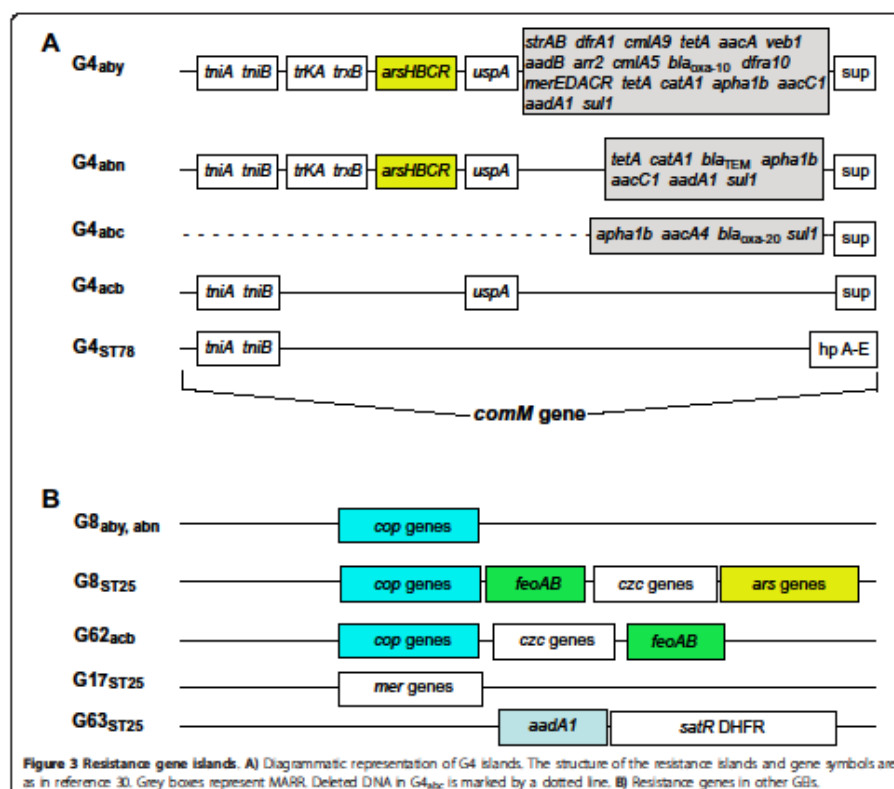 A
G4aby
tniA tniB trKA trxB arsHBCR uspA
strAB dfrA1 cmlA9 tetA aacA veb1
aadB arr2 cmlA5 blaoxa-10 dfra10
merEDACR tetA catA1 apha1b aacC1
aadA1 sul1
sup
G4abn
tniA tniB trKA trxB arsHBCR uspA
tetA catA1 blaTEM apha1b
aacC1 aadA1 sul1
sup
G4abc
apha1b aacA4 blaoxa-20 sul1 sup
G4acb
tniA tniB uspA sup
G4ST78
tniA tniB hp A-E
comM gene
B
G8aby, abn
cop genes
G8ST25
cop genes feoAB czc genes ars genes
G62acb
cop genes czc genes feoAB
G17ST25
mer genes
G63ST25
aadA1 satR DHFR
Figure 3 Resistance gene islands. A) Diagrammatic representation of G4 islands. The structure of the resistance islands and gene symbols are
as in reference 30. Grey boxes represent MARR. Deleted DNA in G4abc is marked by a dotted line. B) Resistance genes in other GEIs.